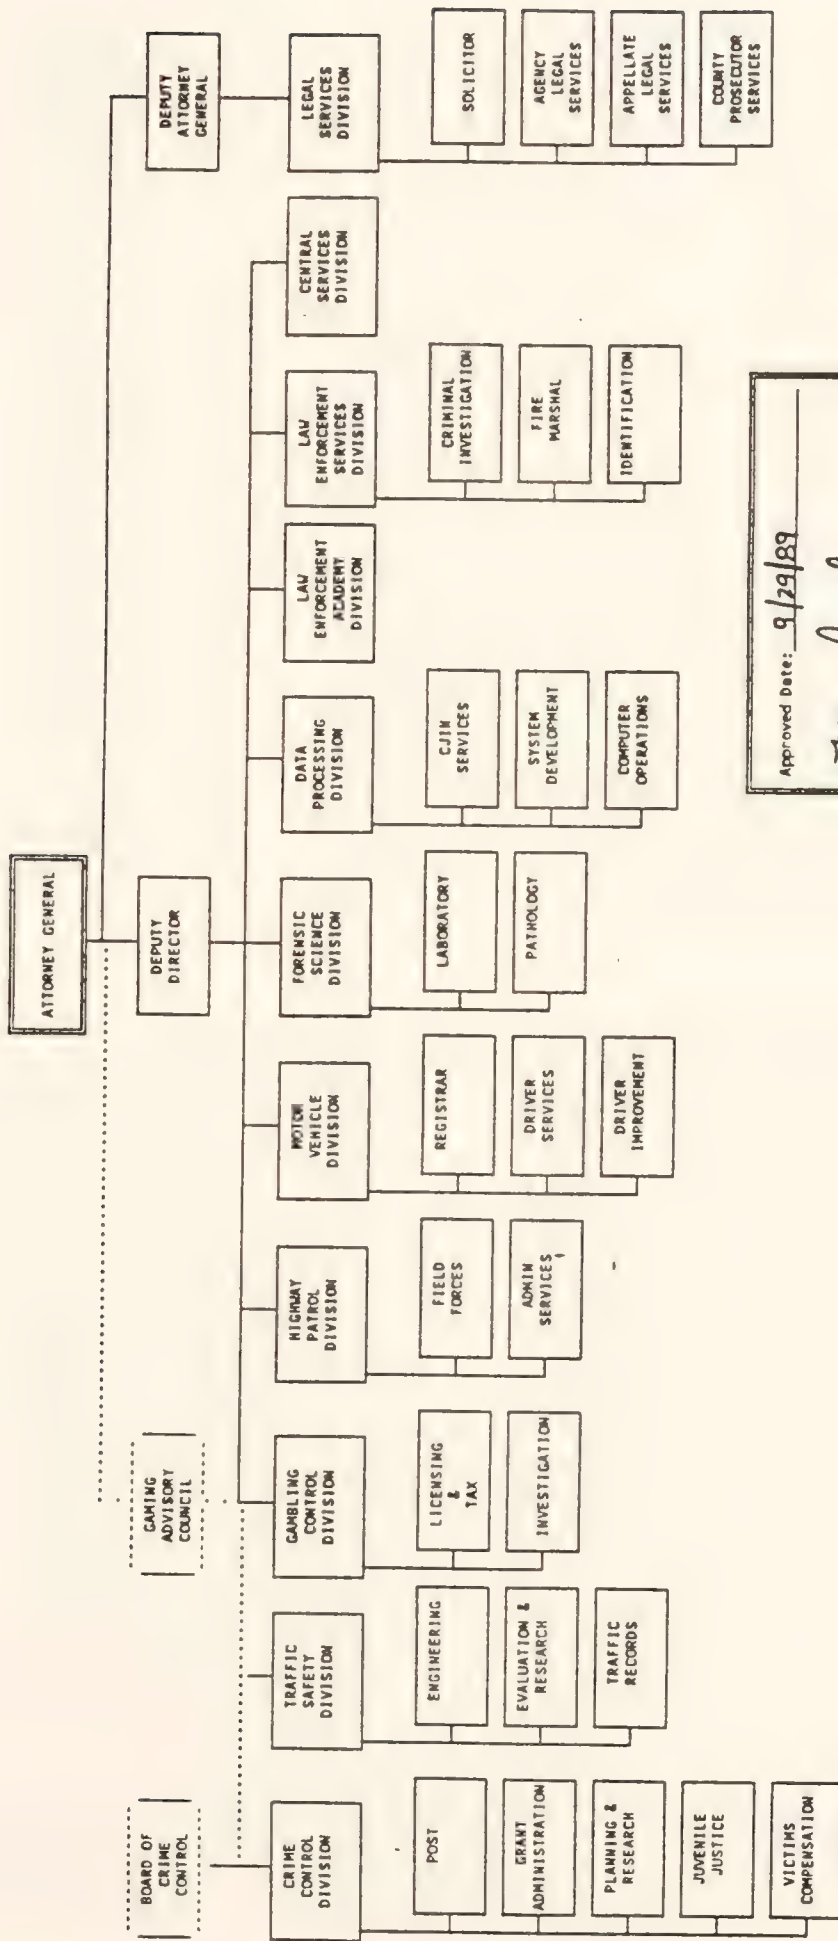 ATTORNEY GENERAL
BOARD OF
CRIME
CONTROL
GAMING
ADVISORY
COUNCIL
DEPUTY
DIRECTOR
DEPUTY
ATTORNEY
GENERAL
CRIME
CONTROL
DIVISION
TRAFFIC
SAFETY
DIVISION
GAMBLING
CONTROL
DIVISION
HIGHWAY
PATROL
DIVISION
MOTOR
VEHICLE
DIVISION
FORENSIC
SCIENCE
DIVISION
DATA
PROCESSING
DIVISION
LAW
ENFORCEMENT
ACADEMY
DIVISION
LAW
ENFORCEMENT
SERVICES
DIVISION
CENTRAL
SERVICES
DIVISION
LEGAL
SERVICES
DIVISION
POST
GRANT
ADMINISTRATION
PLANNING &
RESEARCH
JUVENILE
JUSTICE
VICTIMS
COMPENSATION
ENGINEERING
EVALUATION &
RESEARCH
TRAFFIC
RECORDS
LICENSING
&
TAX
INVESTIGATION
FIELD
FORCES
ADMIN
SERVICES
REGISTRAR
DRIVER
SERVICES
DRIVER
IMPROVEMENT
LABORATORY
PATHOLOGY
CJIN
SERVICES
SYSTEM
DEVELOPMENT
COMPUTER
OPERATIONS
CRIMINAL
INVESTIGATION
FIRE
MARSHAL
IDENTIFICATION
SOLICITOR
AGENCY
LEGAL
SERVICES
APPELLATE
LEGAL
SERVICES
COUNTY
PROSECUTOR
SERVICES
Approved Date: 9/29/89